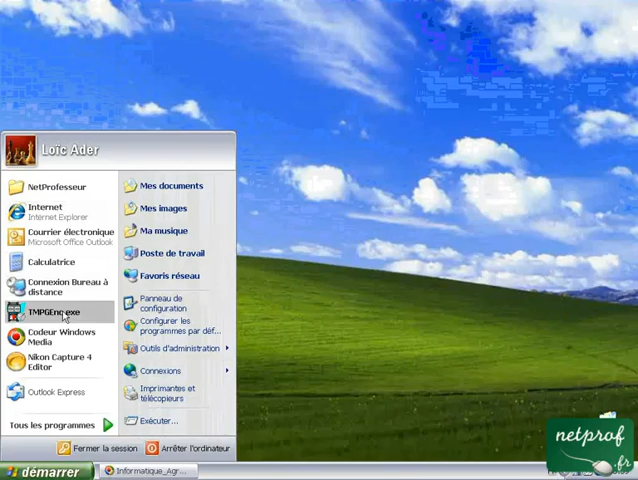 Loïc Ader
NetProfesseur
Internet
Internet Explorer
Courrier électronique
Microsoft Office Outlook
Calculatrice
Connexion Bureau à
distance
TMPGEnc.exe
Codeur Windows
Media
Nikon Capture 4
Editor
Outlook Express
Tous les programmes
Mes documents
Mes images
Ma musique
Poste de travail
Favoris réseau
Panneau de
configuration
Configurer les
programmes par déf...
Outils d'administration
Connexions
Imprimantes et
télécopieurs
Exécuter...
Fermer la session
Arrêter l'ordinateur
démarrer
Informatique_Agr...
netprof
.fr